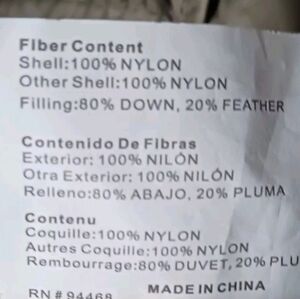 Fiber Content
Shell:100% NYLON
Other Shell:100% NYLON
Filling:80% DOWN, 20% FEATHER
Contenido De Fibras
Exterior: 100% NILÓN
Otra Exterior: 100% NILÓN
Relleno:80% ABAJO, 20% PLUMA
Contenu
Coquille:100% NYLON
Autres Coquille:100% NYLON
Rembourrage:80% DUVET, 20% PLU
MADE IN CHINA
RN # 94468